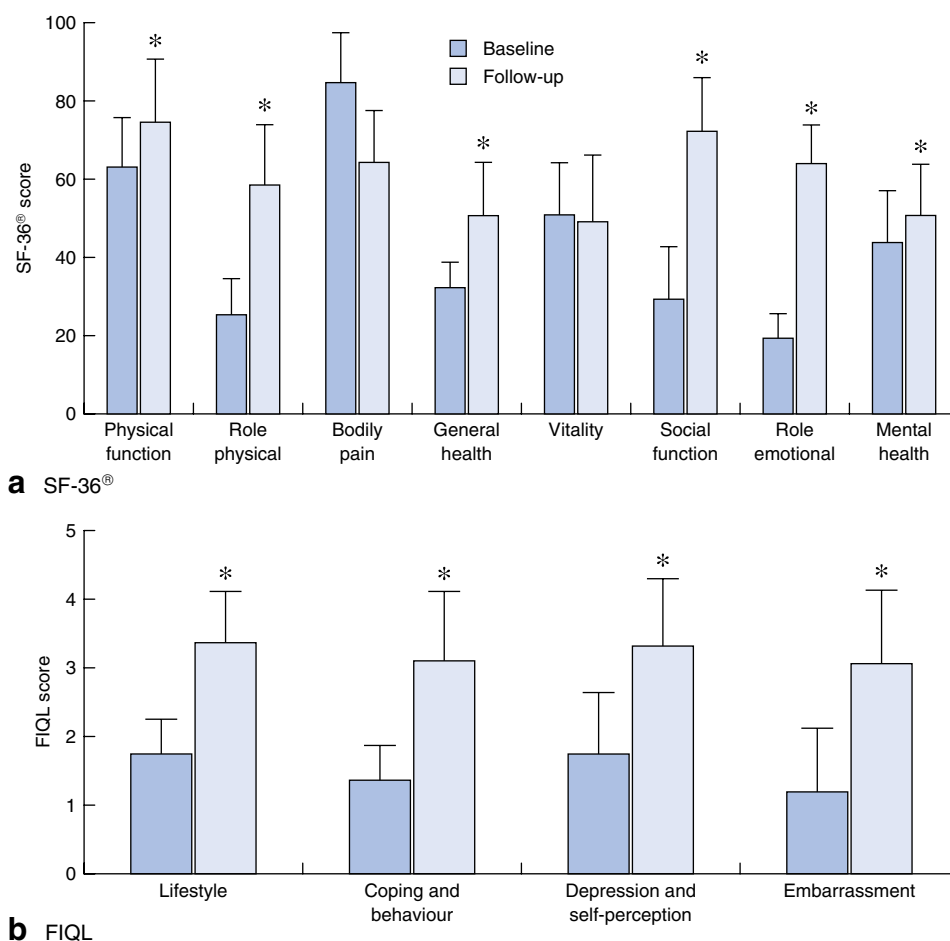 100
80
60
40
20
0
SF-36® score
Baseline
Follow-up
*
*
*
*
*
*
Physical function
Role physical
Bodily pain
General health
Vitality
Social function
Role emotional
Mental health
a SF-36®
5
4
3
2
1
0
FIQL score
*
*
*
*
Lifestyle
Coping and behaviour
Depression and self-perception
Embarrassment
b FIQL